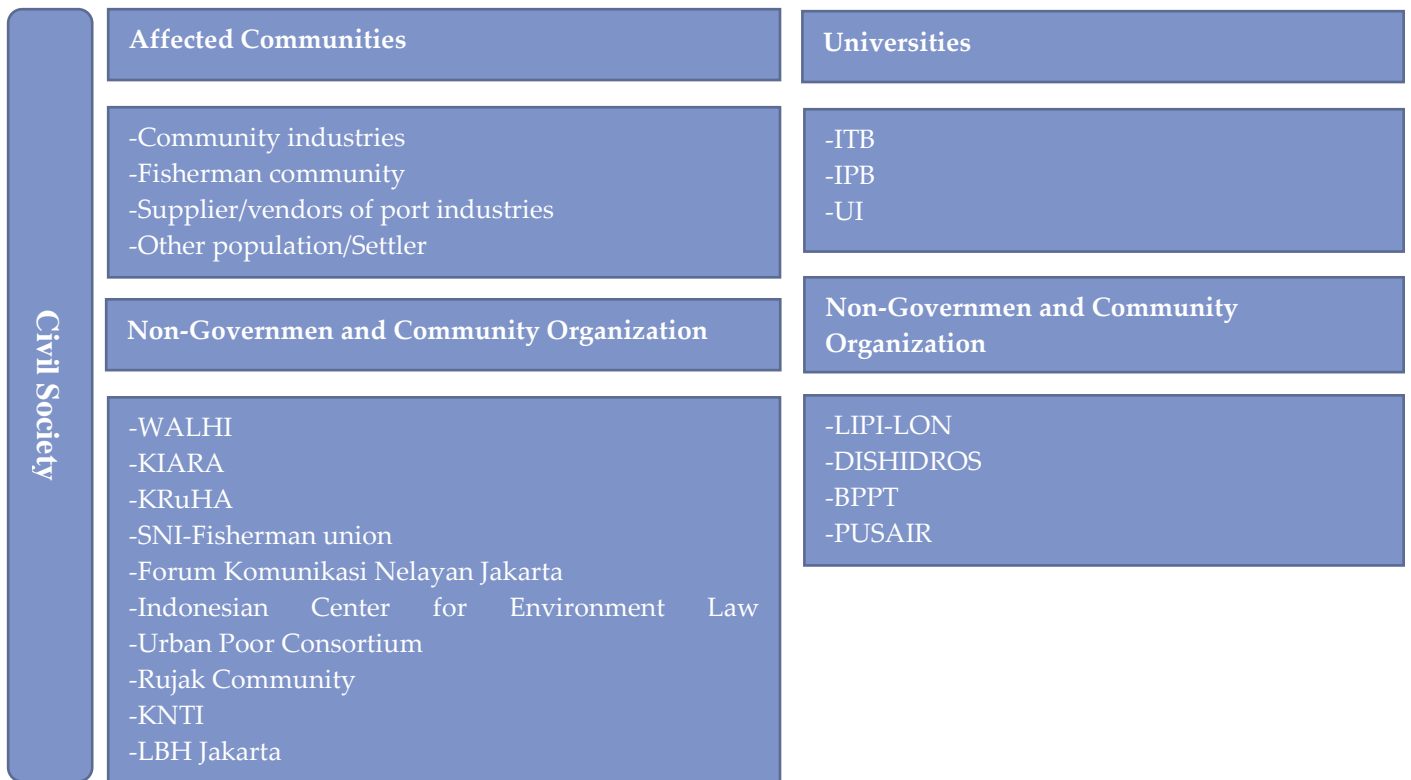 Civil Society
Affected Communities
-Community industries
-Fisherman community
-Supplier/vendors of port industries
-Other population/Settler
Non-Governmen and Community Organization
-WALHI
-KIARA
-KRuHA
-SNI-Fisherman union
-Forum Komunikasi Nelayan Jakarta
-Indonesian Center for Environment Law
-Urban Poor Consortium
-Rujak Community
-KNTI
-LBH Jakarta
Universities
-ITB
-IPB
-UI
Non-Governmen and Community
Organization
-LIPI-LON
-DISHIDROS
-BPPT
-PUSAIR